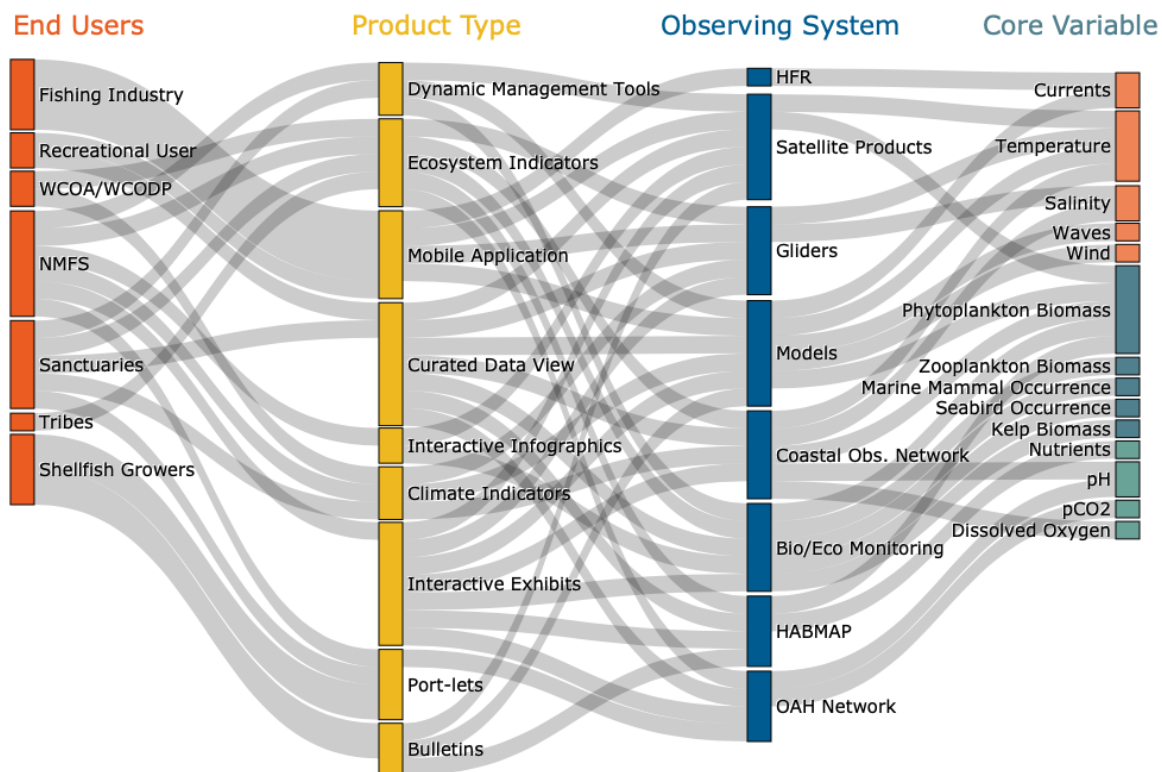 End Users
Product Type
Observing System
Core Variable
Fishing Industry
Recreational User
WCOA/WCODP
NMFS
Sanctuaries
Tribes
Shellfish Growers
Dynamic Management Tools
Ecosystem Indicators
Mobile Application
Curated Data View
Interactive Infographics
Climate Indicators
Interactive Exhibits
Port-lets
Bulletins
HFR
Satellite Products
Gliders
Models
Coastal Obs. Network
Bio/Eco Monitoring
HABMAP
OAH Network
Currents
Temperature
Salinity
Waves
Wind
Phytoplankton Biomass
Zooplankton Biomass
Marine Mammal Occurrence
Seabird Occurrence
Kelp Biomass
Nutrients
pH
pCO2
Dissolved Oxygen